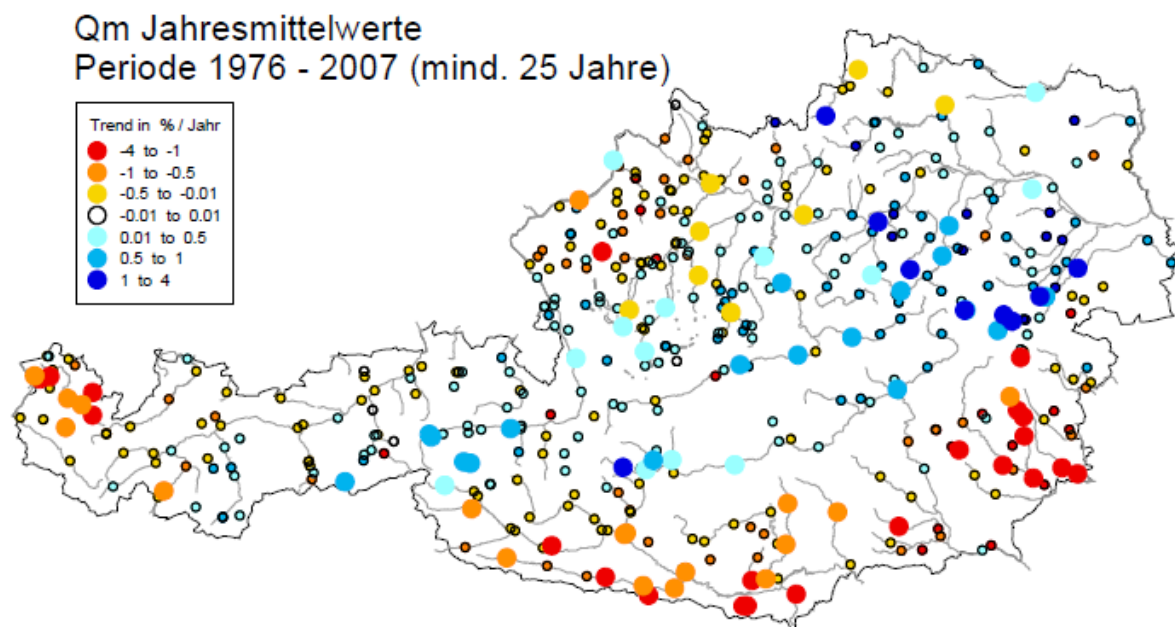 Qm Jahresmittelwerte
Periode 1976 - 2007 (mind. 25 Jahre)
Trend in % / Jahr
-4 to -1
-1 to -0.5
-0.5 to -0.01
-0.01 to 0.01
0.01 to 0.5
0.5 to 1
1 to 4